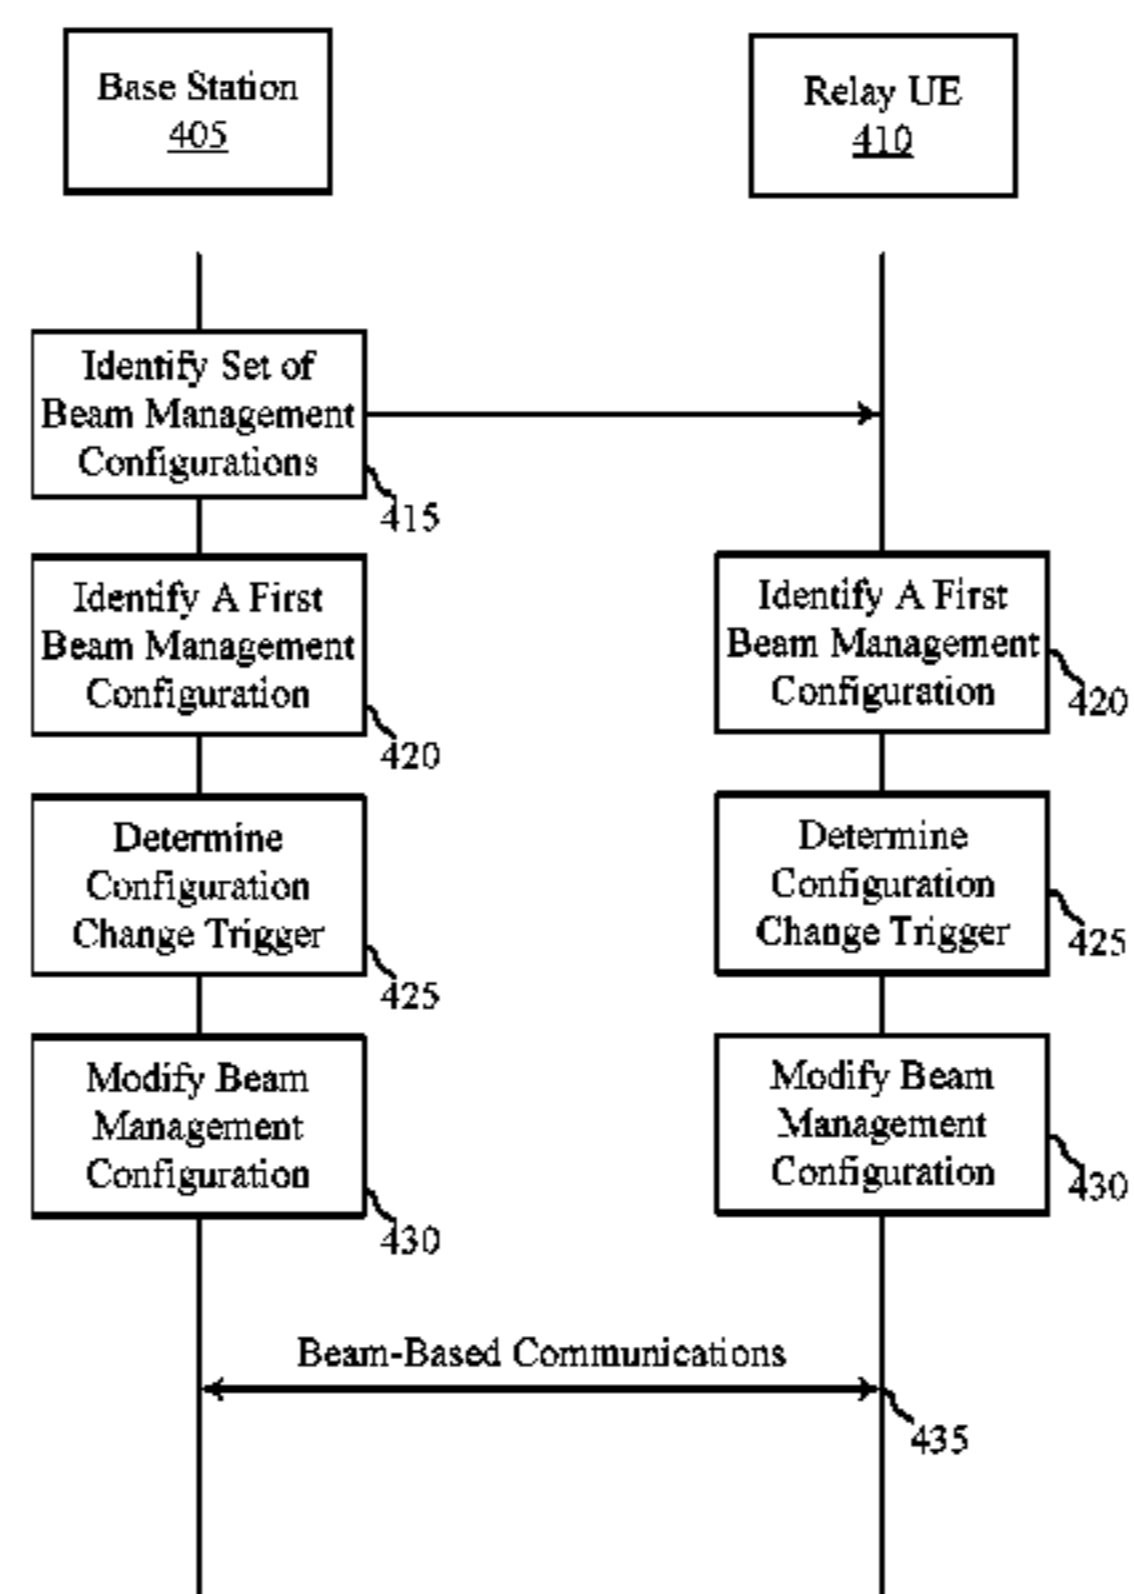 Base Station
405
Relay UE
410
Identify Set of
Beam Management
Configurations
415
Identify A First
Beam Management
Configuration
420
Identify A First
Beam Management
Configuration
420
Determine
Configuration
Change Trigger
425
Determine
Configuration
Change Trigger
425
Modify Beam
Management
Configuration
430
Modify Beam
Management
Configuration
430
Beam-Based Communications
435